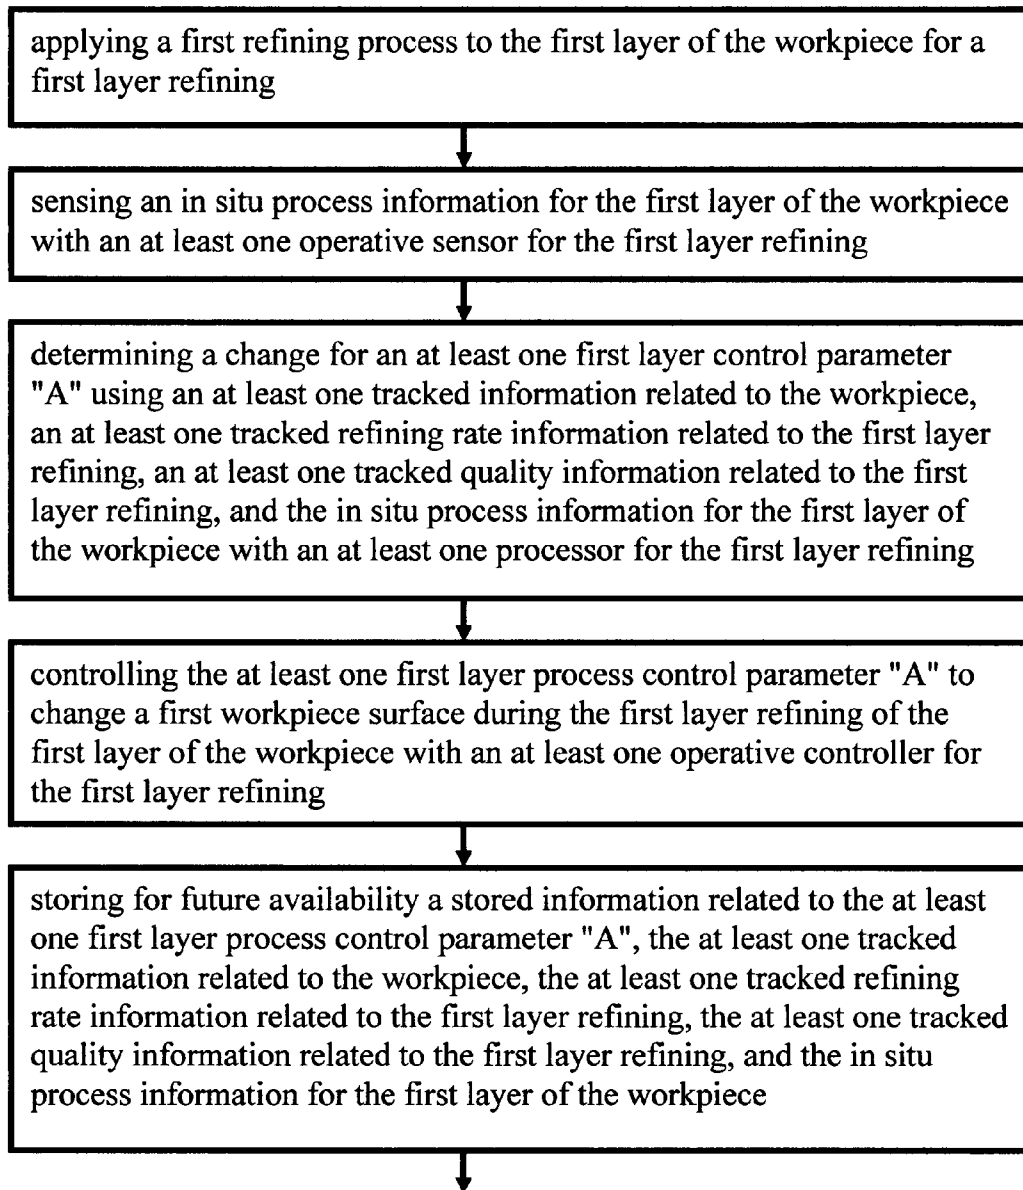 applying a first refining process to the first layer of the workpiece for a
first layer refining
sensing an in situ process information for the first layer of the workpiece
with an at least one operative sensor for the first layer refining
determining a change for an at least one first layer control parameter
"A" using an at least one tracked information related to the workpiece,
an at least one tracked refining rate information related to the first layer
refining, an at least one tracked quality information related to the first
layer refining, and the in situ process information for the first layer of
the workpiece with an at least one processor for the first layer refining
controlling the at least one first layer process control parameter "A" to
change a first workpiece surface during the first layer refining of the
first layer of the workpiece with an at least one operative controller for
the first layer refining
storing for future availability a stored information related to the at least
one first layer process control parameter "A", the at least one tracked
information related to the workpiece, the at least one tracked refining
rate information related to the first layer refining, the at least one tracked
quality information related to the first layer refining, and the in situ
process information for the first layer of the workpiece